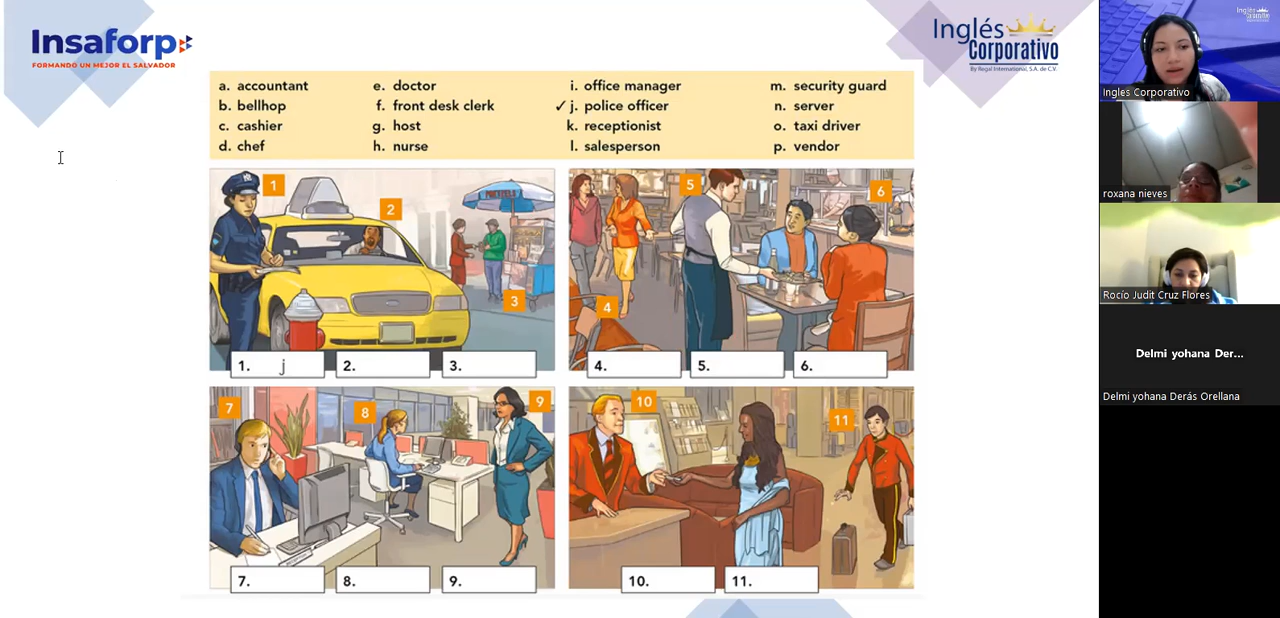 Insaforp
FORMANDO UN MEJOR EL SALVADOR
Inglés
Corporativo
By Regal International, S.A. de C.V.
a. accountant
b. bellhop
c. cashier
d. chef
e. doctor
f. front desk clerk
g. host
h. nurse
i. office manager
✓ j. police officer
k. receptionist
l. salesperson
m. security guard
n. server
o. taxi driver
p. vendor
1
2
3
1. j
2.
3.
4
5
6
4.
5.
6.
7
8
9
7.
8.
9.
10
11
10.
11.
Ingles Corporativo
roxana nieves
Rocío Judit Cruz Flores
Delmi yohana Der...
Delmi yohana Derás Orellana